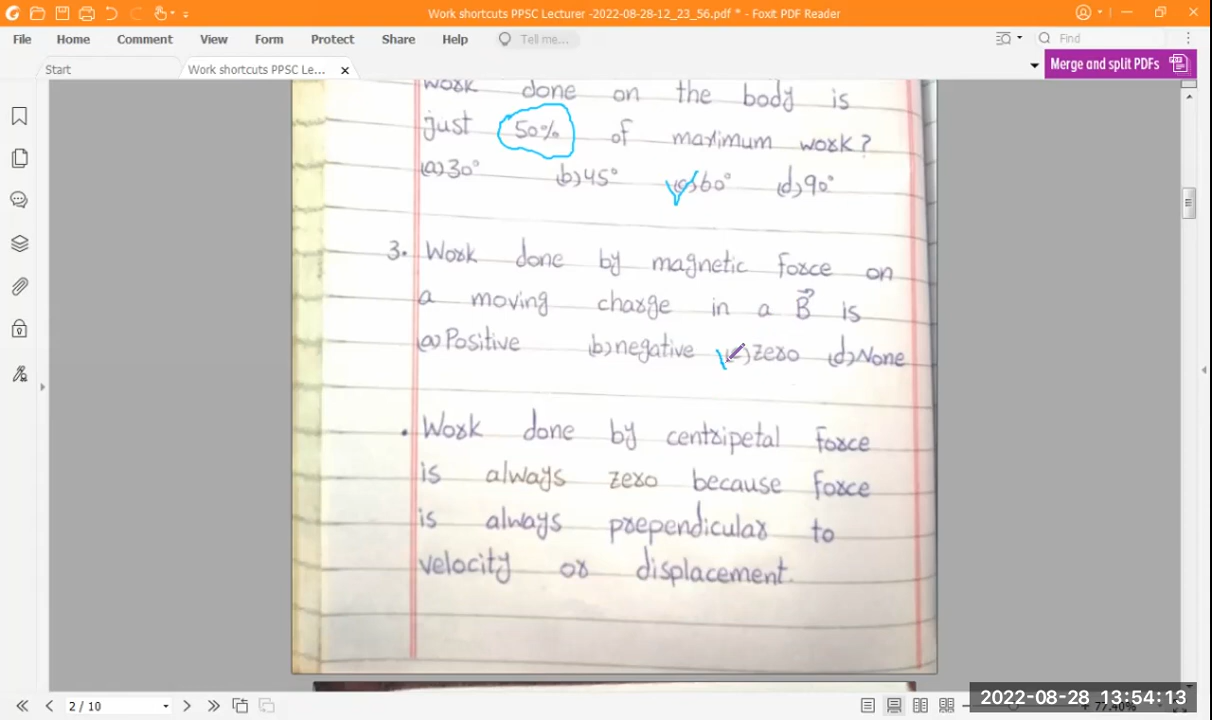 Work shortcuts PPSC Lecturer -2022-08-28-12_23_56.pdf * - Foxit PDF Reader
File Home Comment View Form Protect Share Help Tell me... Find
Start Work shortcuts PPSC Le... Merge and split PDFs
work done on the body is
just 50% of maximum work?
(a)30° (b)45° (c)60° (d)90°
3. Work done by magnetic force on
a moving charge in a B⃗ is
(a)Positive (b)negative (c)zero (d)None
• Work done by centripetal force
is always zero because force
is always prependicular to
velocity or displacement.
2 / 10
2022-08-28 13:54:13